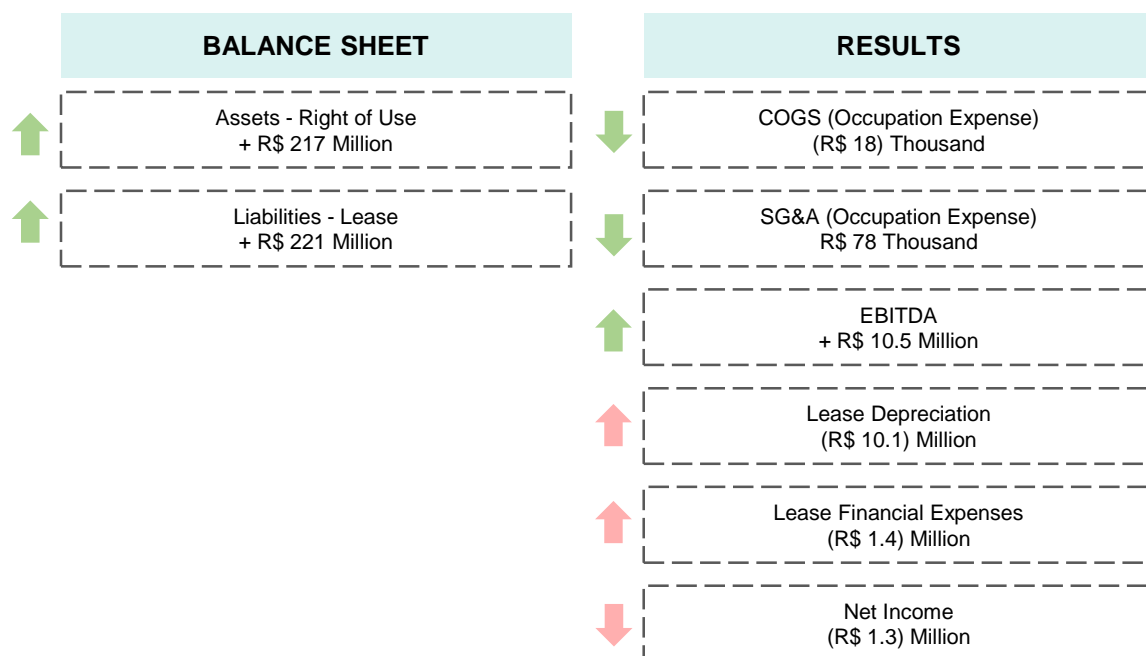 BALANCE SHEET
Assets - Right of Use
+ R$ 217 Million
Liabilities - Lease
+ R$ 221 Million
RESULTS
COGS (Occupation Expense)
(R$ 18) Thousand
SG&A (Occupation Expense)
R$ 78 Thousand
EBITDA
+ R$ 10.5 Million
Lease Depreciation
(R$ 10.1) Million
Lease Financial Expenses
(R$ 1.4) Million
Net Income
(R$ 1.3) Million